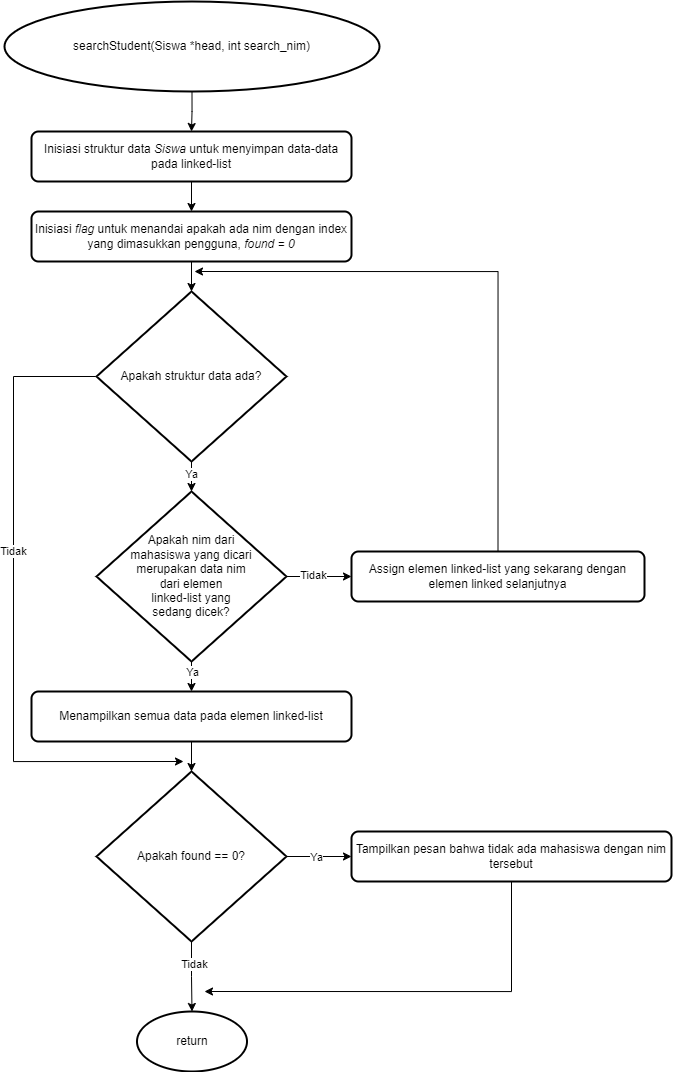 searchStudent(Siswa *head, int search_nim)
Inisiasi struktur data Siswa untuk menyimpan data-data
pada linked-list
Inisiasi flag untuk menandai apakah ada nim dengan index
yang dimasukkan pengguna, found = 0
Apakah struktur data ada?
Ya
Tidak
Apakah nim dari
mahasiswa yang dicari
merupakan data nim
dari elemen
linked-list yang
sedang dicek?
Tidak
Assign elemen linked-list yang sekarang dengan
elemen linked selanjutnya
Ya
Menampilkan semua data pada elemen linked-list
Apakah found == 0?
Ya
Tampilkan pesan bahwa tidak ada mahasiswa dengan nim
tersebut
Tidak
return